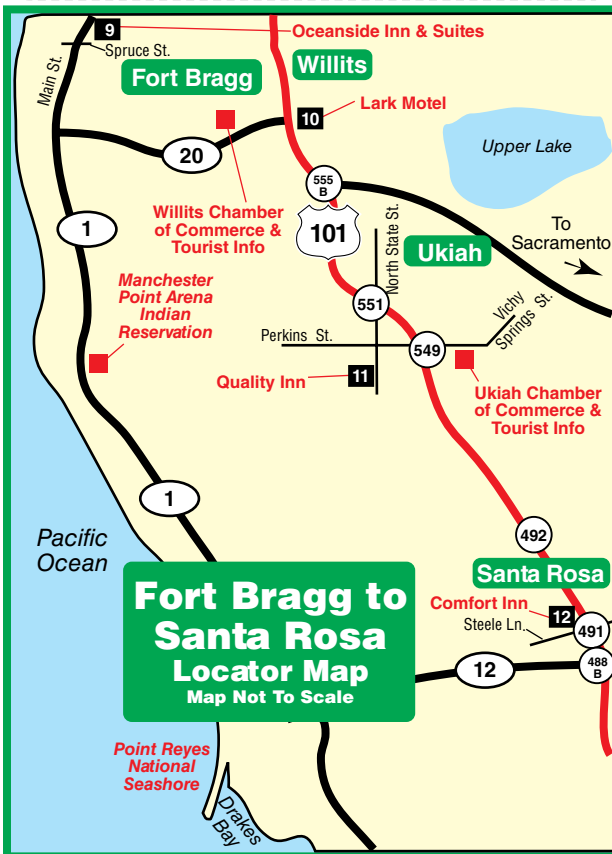 9
Oceanside Inn & Suites
Main St.
Spruce St.
Fort Bragg
Willits
10
Lark Motel
20
Upper Lake
555
B
Willits Chamber
of Commerce &
Tourist Info
1
101
North State St.
Ukiah
To
Sacramento
Manchester
Point Arena
Indian
Reservation
551
Vichy
Springs St.
Perkins St.
549
Quality Inn
11
Ukiah Chamber
of Commerce &
Tourist Info
1
492
Pacific
Ocean
Santa Rosa
Fort Bragg to
Santa Rosa
Locator Map
Map Not To Scale
Comfort Inn
12
Steele Ln.
491
488
B
12
Point Reyes
National
Seashore
Drakes
Bay